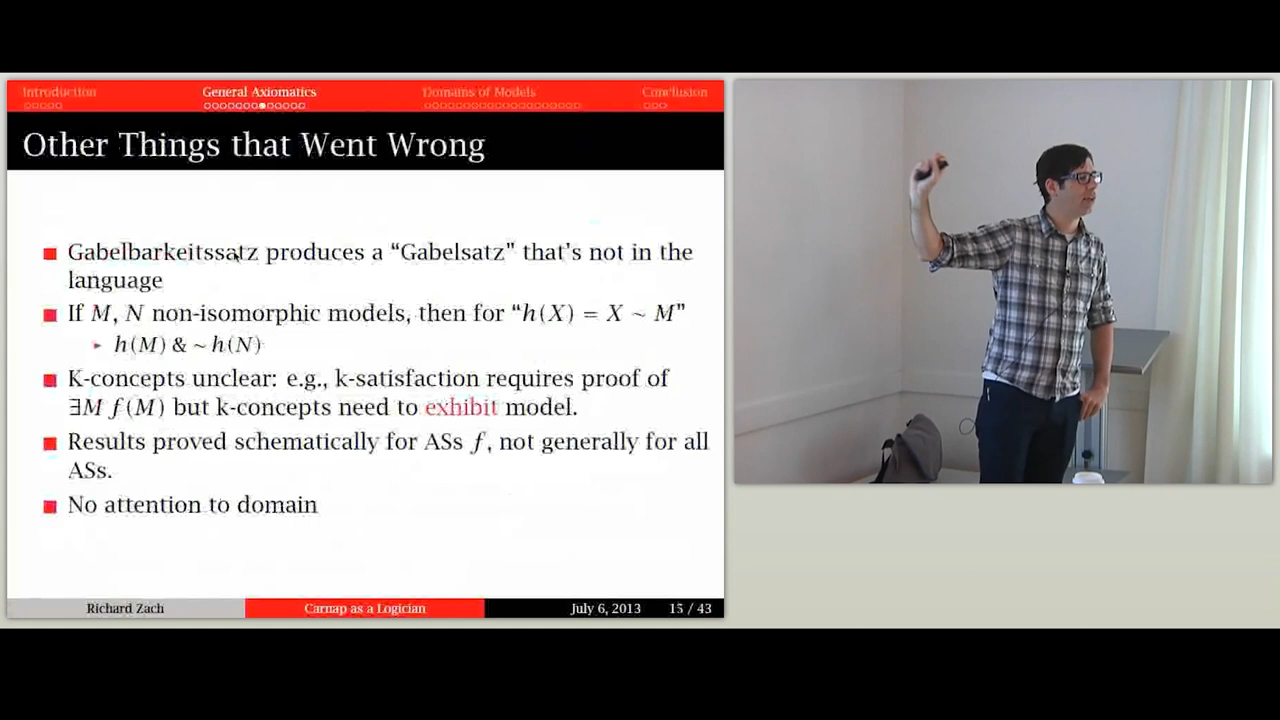 Introduction General Axiomatics Domains of Models Conclusion
Other Things that Went Wrong
Gabelbarkeitssatz produces a “Gabelsatz” that’s not in the
language
If M, N non-isomorphic models, then for “h(X) = X ~ M”
h(M) & ~ h(N)
K-concepts unclear: e.g., k-satisfaction requires proof of
∃M f(M) but k-concepts need to exhibit model.
Results proved schematically for ASs f, not generally for all
ASs.
No attention to domain
Richard Zach Carnap as a Logician July 6, 2013 15 / 43